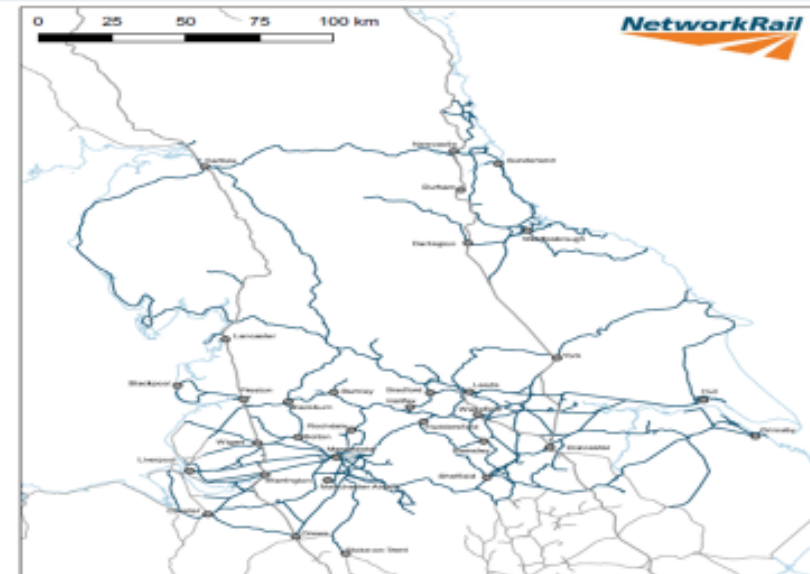 0 25 50 75 100 km
NetworkRail
Carlisle
Newcastle
Sunderland
Durham
Darlington
Middlesbrough
Lancaster
York
Blackpool
Preston
Burnley
Bradford
Leeds
Hull
Blackburn
Halifax
Wakefield
Rochdale
Huddersfield
Grimsby
Wigan
Bolton
Barnsley
Doncaster
Manchester
Liverpool
Warrington
Sheffield
Manchester Airport
Chester
Crewe
Stoke-on-Trent